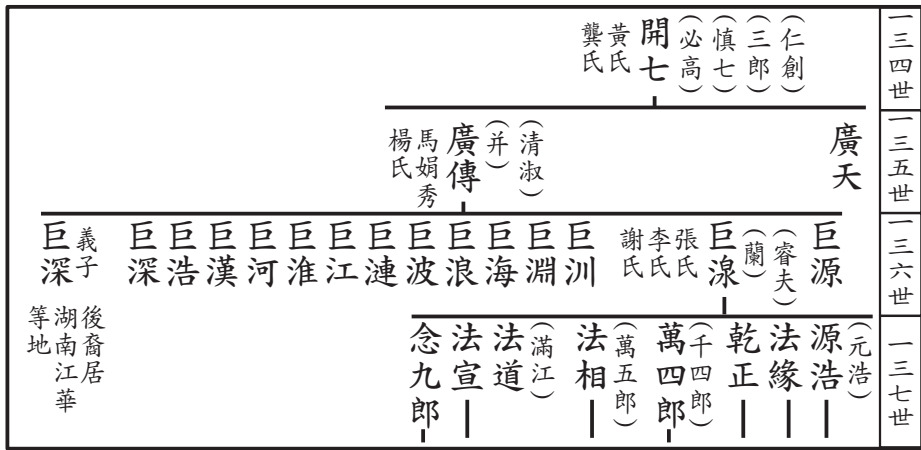 一三四世
（仁創）
（三郎）
（慎七）
（必高）
開七
黃氏
龔氏
一三五世
廣天
（清淑）
（并）
廣傳
馬娟秀
楊氏
一三六世
巨源
（睿夫）
（蘭）
巨湶
張氏
李氏
謝氏
巨汌
巨淵
巨海
巨浪
巨波
巨漣
巨江
巨淮
巨河
巨漢
巨浩
巨深
義子
巨深
後裔居
湖南江華
等地
一三七世
（元浩）
源浩
法緣
乾正
（千四郎）
萬四郎
（萬五郎）
法相
（滿江）
法道
法宣
念九郎